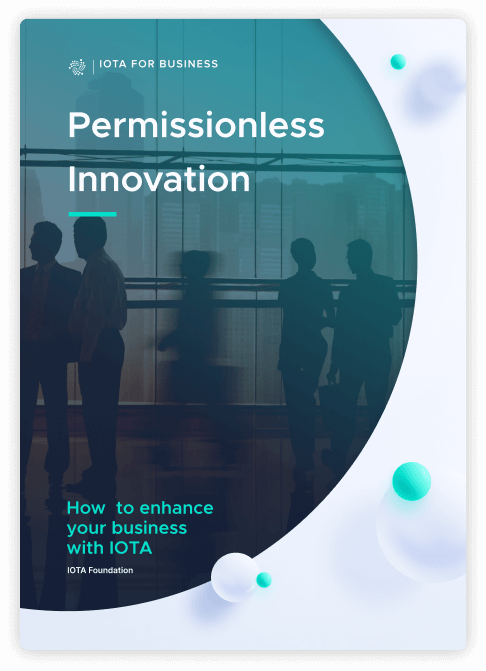 IOTA FOR BUSINESS
Permissionless
Innovation
How to enhance
your business
with IOTA
IOTA Foundation